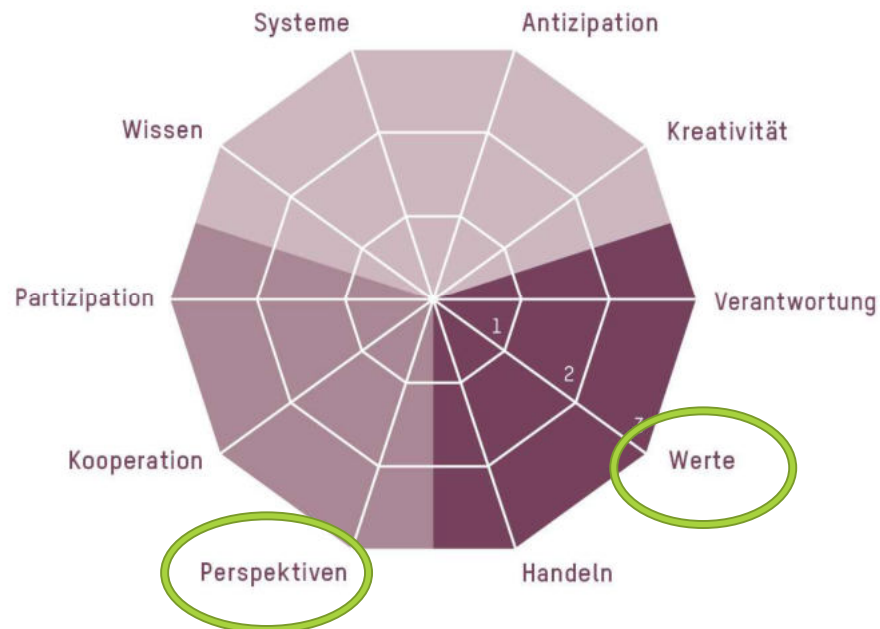 Systeme
Antizipation
Wissen
Kreativität
Partizipation
Verantwortung
1
2
Kooperation
Werte
Perspektiven
Handeln